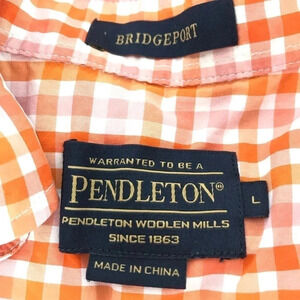 BRIDGEPORT
WARRANTED TO BE A
PENDLETON®
L
PENDLETON WOOLEN MILLS
SINCE 1863
MADE IN CHINA